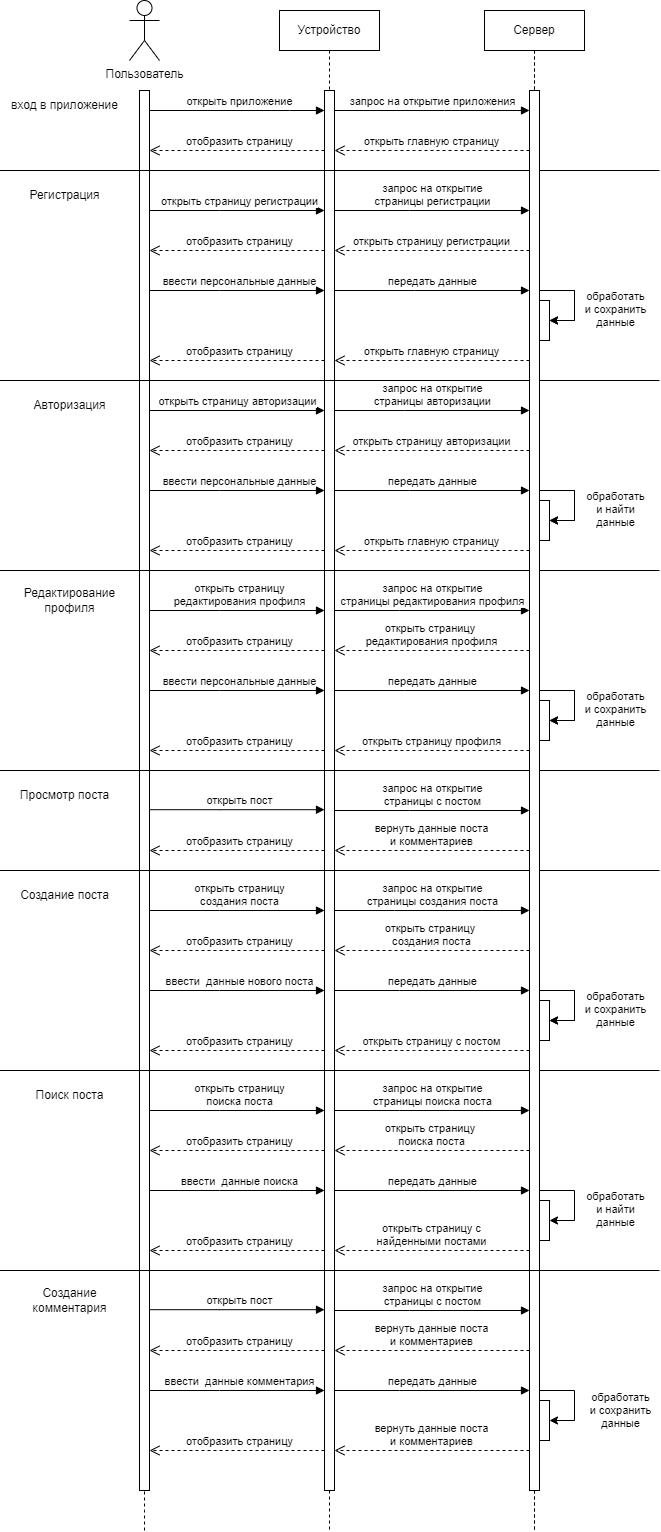 Пользователь
Устройство
Сервер
вход в приложение
открыть приложение
запрос на открытие приложения
отобразить страницу
открыть главную страницу
Регистрация
открыть страницу регистрации
запрос на открытие
страницы регистрации
отобразить страницу
открыть страницу регистрации
ввести персональные данные
передать данные
обработать
и сохранить
данные
отобразить страницу
открыть главную страницу
Авторизация
открыть страницу авторизации
запрос на открытие
страницы авторизации
отобразить страницу
открыть страницу авторизации
ввести персональные данные
передать данные
обработать
и найти
данные
отобразить страницу
открыть главную страницу
Редактирование
профиля
открыть страницу
редактирования профиля
запрос на открытие
страницы редактирования профиля
отобразить страницу
открыть страницу
редактирования профиля
ввести персональные данные
передать данные
обработать
и сохранить
данные
отобразить страницу
открыть страницу профиля
Просмотр поста
открыть пост
запрос на открытие
страницы с постом
отобразить страницу
вернуть данные поста
и комментариев
Создание поста
открыть страницу
создания поста
запрос на открытие
страницы создания поста
отобразить страницу
открыть страницу
создания поста
ввести  данные нового поста
передать данные
обработать
и сохранить
данные
отобразить страницу
открыть страницу с постом
Поиск поста
открыть страницу
поиска поста
запрос на открытие
страницы поиска поста
отобразить страницу
открыть страницу
поиска поста
ввести  данные поиска
передать данные
обработать
и найти
данные
отобразить страницу
открыть страницу с
найденными постами
Создание
комментария
открыть пост
запрос на открытие
страницы с постом
отобразить страницу
вернуть данные поста
и комментариев
ввести  данные комментария
передать данные
обработать
и сохранить
данные
отобразить страницу
вернуть данные поста
и комментариев